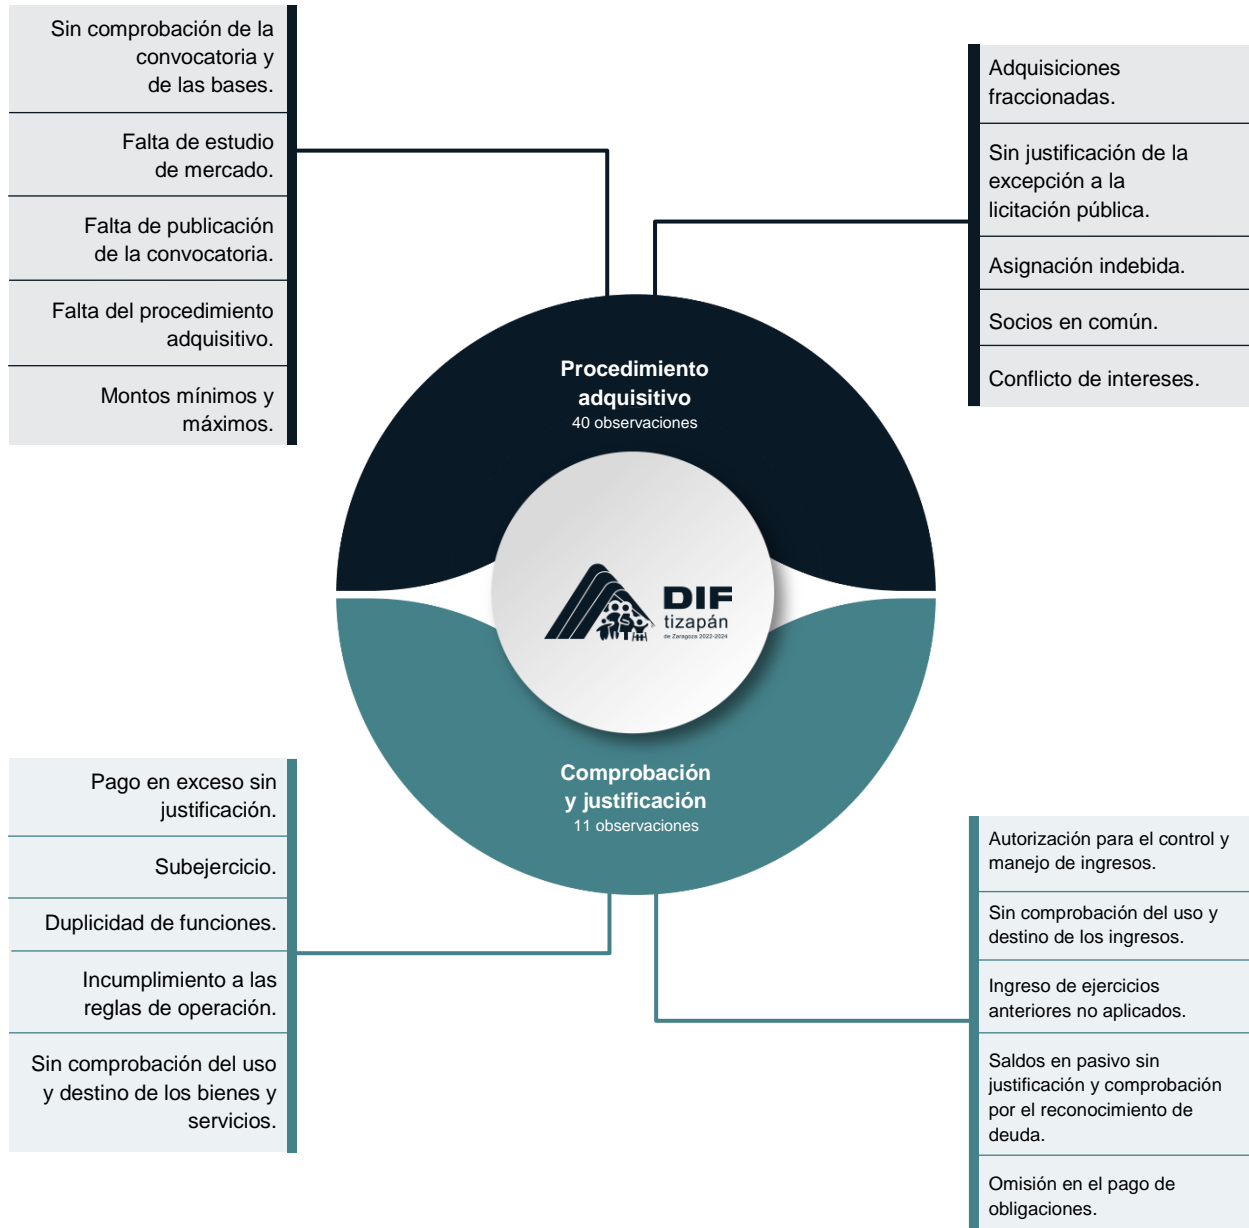 Sin comprobación de la
convocatoria y
de las bases.
Falta de estudio
de mercado.
Falta de publicación
de la convocatoria.
Falta del procedimiento
adquisitivo.
Montos mínimos y
máximos.
Adquisiciones
fraccionadas.
Sin justificación de la
excepción a la
licitación pública.
Asignación indebida.
Socios en común.
Conflicto de intereses.
Procedimiento
adquisitivo
40 observaciones
DIF
tizapán
de Zaragoza 2022-2024
Comprobación
y justificación
11 observaciones
Pago en exceso sin
justificación.
Subejercicio.
Duplicidad de funciones.
Incumplimiento a las
reglas de operación.
Sin comprobación del uso
y destino de los bienes y
servicios.
Autorización para el control y
manejo de ingresos.
Sin comprobación del uso y
destino de los ingresos.
Ingreso de ejercicios
anteriores no aplicados.
Saldos en pasivo sin
justificación y comprobación
por el reconocimiento de
deuda.
Omisión en el pago de
obligaciones.